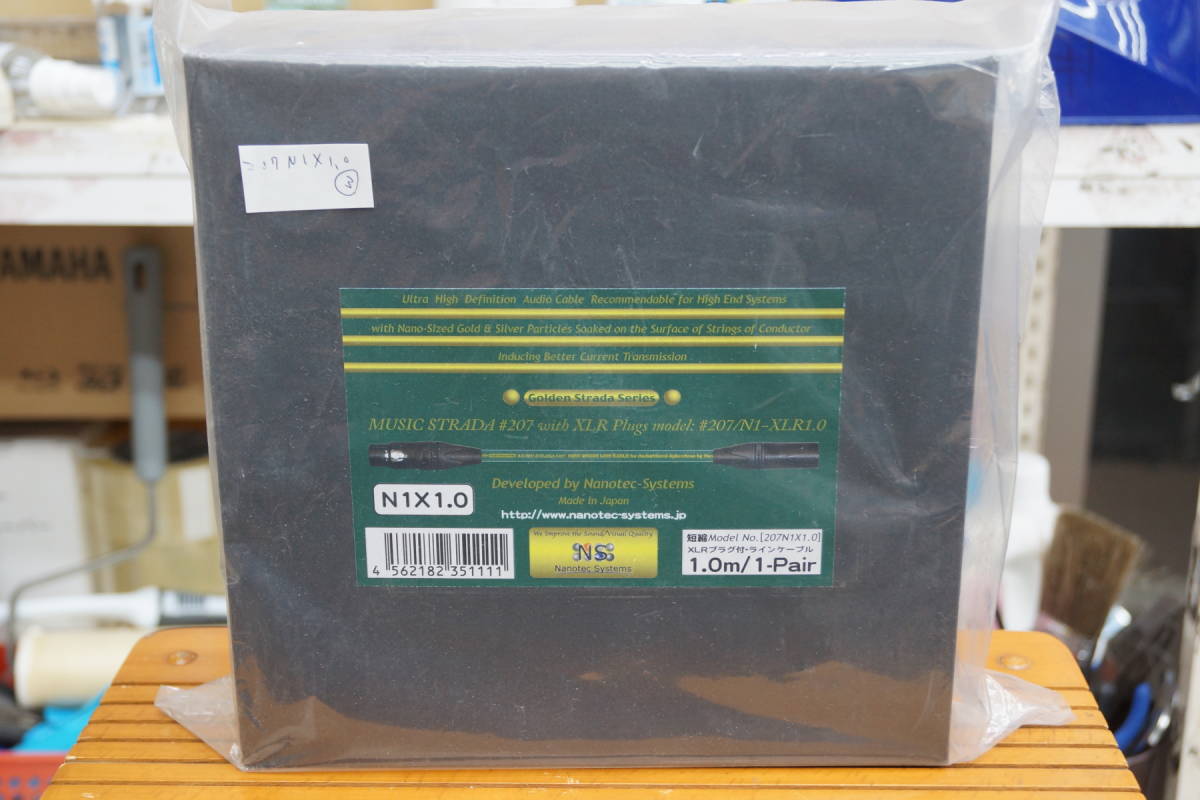 207 N1X1.0
YAMAHA
Ultra High Definition Audio Cable Recommendable for High End Systems
with Nano-Sized Gold & Silver Particles Soaked on the Surface of Strings of Conductor
Inducing Better Current Transmission
Golden Strada Series
MUSIC STRADA #207 with XLR Plugs model: #207/N1-XLR1.0
Developed by Nanotec-Systems
Made in Japan
N1X1.0
http://www.nanotec-systems.jp
4 562182 351111
We Improve the Sound/Visual Quality
NS
Nanotec Systems
短縮Model No.[207N1X1.0]
XLRプラグ付・ラインケーブル
1.0m/1-Pair